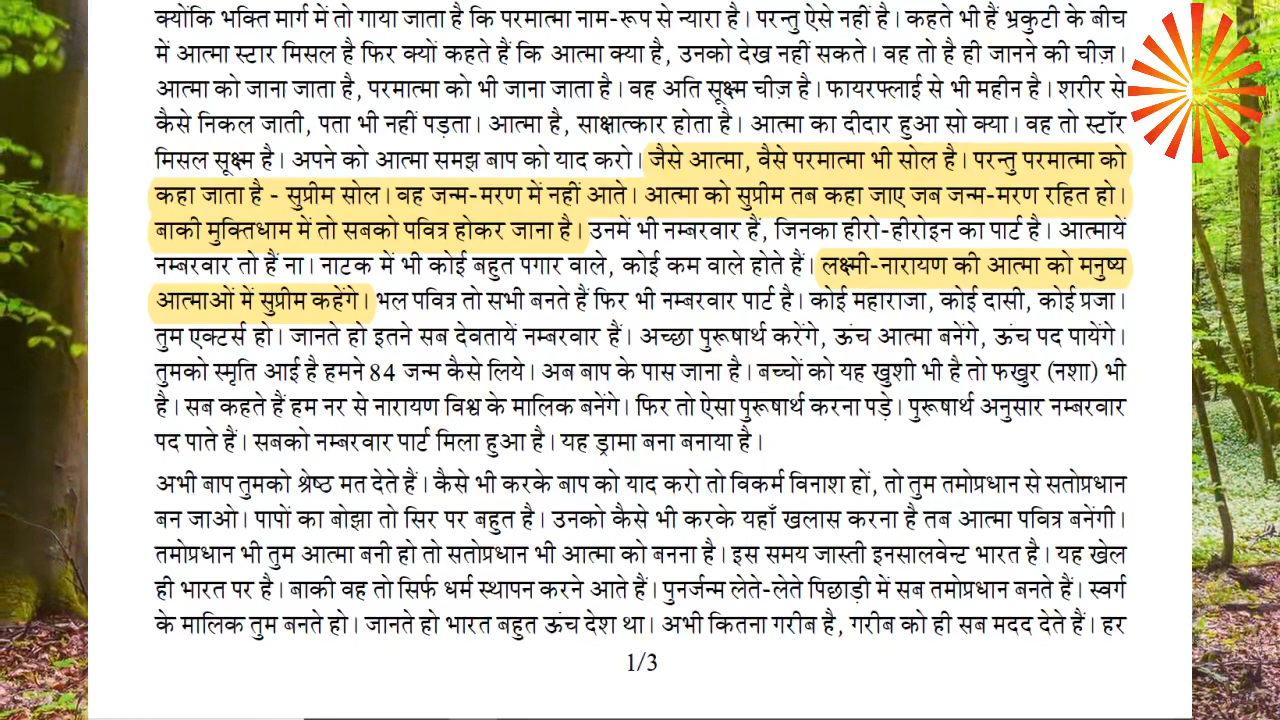 क्योंकि भक्ति मार्ग में तो गाया जाता है कि परमात्मा नाम-रूप से न्यारा है। परन्तु ऐसे नहीं है। कहते भी हैं भ्रकुटी के बीच
में आत्मा स्टार मिसल है फिर क्यों कहते हैं कि आत्मा क्या है, उनको देख नहीं सकते। वह तो है ही जानने की चीज़।
आत्मा को जाना जाता है, परमात्मा को भी जाना जाता है। वह अति सूक्ष्म चीज़ है। फायरफ्लाई से भी महीन है। शरीर से
कैसे निकल जाती, पता भी नहीं पड़ता। आत्मा है, साक्षात्कार होता है। आत्मा का दीदार हुआ सो क्या। वह तो स्टॉर
मिसल सूक्ष्म है। अपने को आत्मा समझ बाप को याद करो। जैसे आत्मा, वैसे परमात्मा भी सोल है। परन्तु परमात्मा को
कहा जाता है - सुप्रीम सोल। वह जन्म-मरण में नहीं आते। आत्मा को सुप्रीम तब कहा जाए जब जन्म-मरण रहित हो।
बाकी मुक्तिधाम में तो सबको पवित्र होकर जाना है। उनमें भी नम्बरवार हैं, जिनका हीरो-हीरोइन का पार्ट है। आत्मायें
नम्बरवार तो हैं ना। नाटक में भी कोई बहुत पगार वाले, कोई कम वाले होते हैं। लक्ष्मी-नारायण की आत्मा को मनुष्य
आत्माओं में सुप्रीम कहेंगे। भल पवित्र तो सभी बनते हैं फिर भी नम्बरवार पार्ट है। कोई महाराजा, कोई दासी, कोई प्रजा।
तुम एक्टर्स हो। जानते हो इतने सब देवतायें नम्बरवार हैं। अच्छा पुरूषार्थ करेंगे, ऊंच आत्मा बनेंगे, ऊंच पद पायेंगे।
तुमको स्मृति आई है हमने 84 जन्म कैसे लिये। अब बाप के पास जाना है। बच्चों को यह खुशी भी है तो फखुर (नशा) भी
है। सब कहते हैं हम नर से नारायण विश्व के मालिक बनेंगे। फिर तो ऐसा पुरूषार्थ करना पड़े। पुरूषार्थ अनुसार नम्बरवार
पद पाते हैं। सबको नम्बरवार पार्ट मिला हुआ है। यह ड्रामा बना बनाया है।
अभी बाप तुमको श्रेष्ठ मत देते हैं। कैसे भी करके बाप को याद करो तो विकर्म विनाश हों, तो तुम तमोप्रधान से सतोप्रधान
बन जाओ। पापों का बोझा तो सिर पर बहुत है। उनको कैसे भी करके यहाँ खलास करना है तब आत्मा पवित्र बनेंगी।
तमोप्रधान भी तुम आत्मा बनी हो तो सतोप्रधान भी आत्मा को बनना है। इस समय जास्ती इनसालवेन्ट भारत है। यह खेल
ही भारत पर है। बाकी वह तो सिर्फ धर्म स्थापन करने आते हैं। पुनर्जन्म लेते-लेते पिछाड़ी में सब तमोप्रधान बनते हैं। स्वर्ग
के मालिक तुम बनते हो। जानते हो भारत बहुत ऊंच देश था। अभी कितना गरीब है, गरीब को ही सब मदद देते हैं। हर
1/3